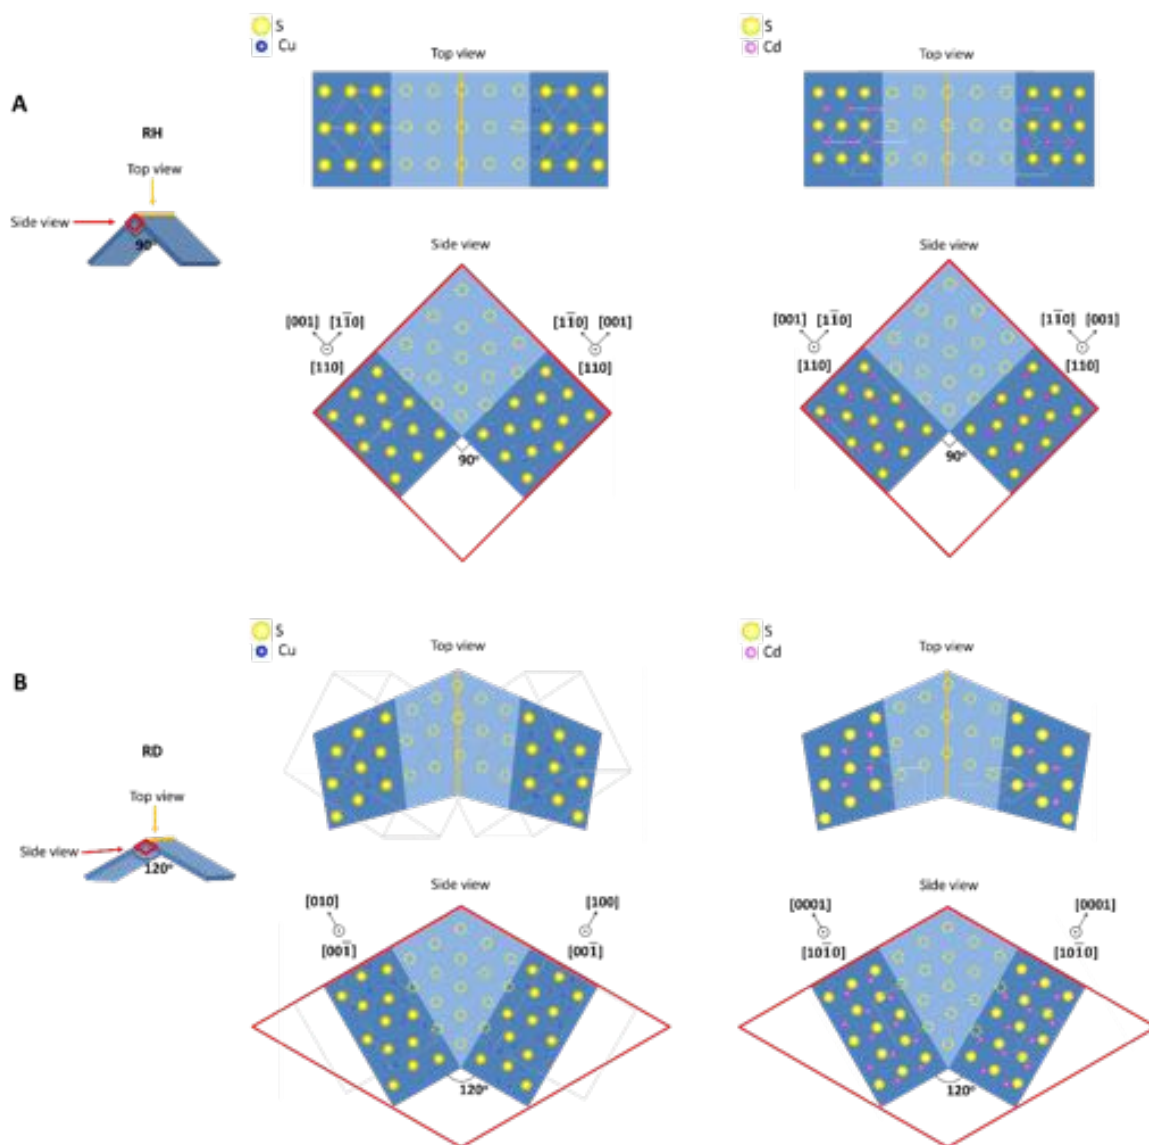 S
Cu
Top view
S
Cd
Top view
A
RH
Top view
Side view
90°
Side view
[001] [11̅0]
[110]
[11̅0] [001]
[110]
90°
Side view
[001] [11̅0]
[110]
[11̅0] [001]
[110]
90°
S
Cu
Top view
S
Cd
Top view
B
RD
Top view
Side view
120°
Side view
[010]
[001̅]
[100]
[001̅]
120°
Side view
[0001]
[101̅0]
[0001]
[101̅0]
120°